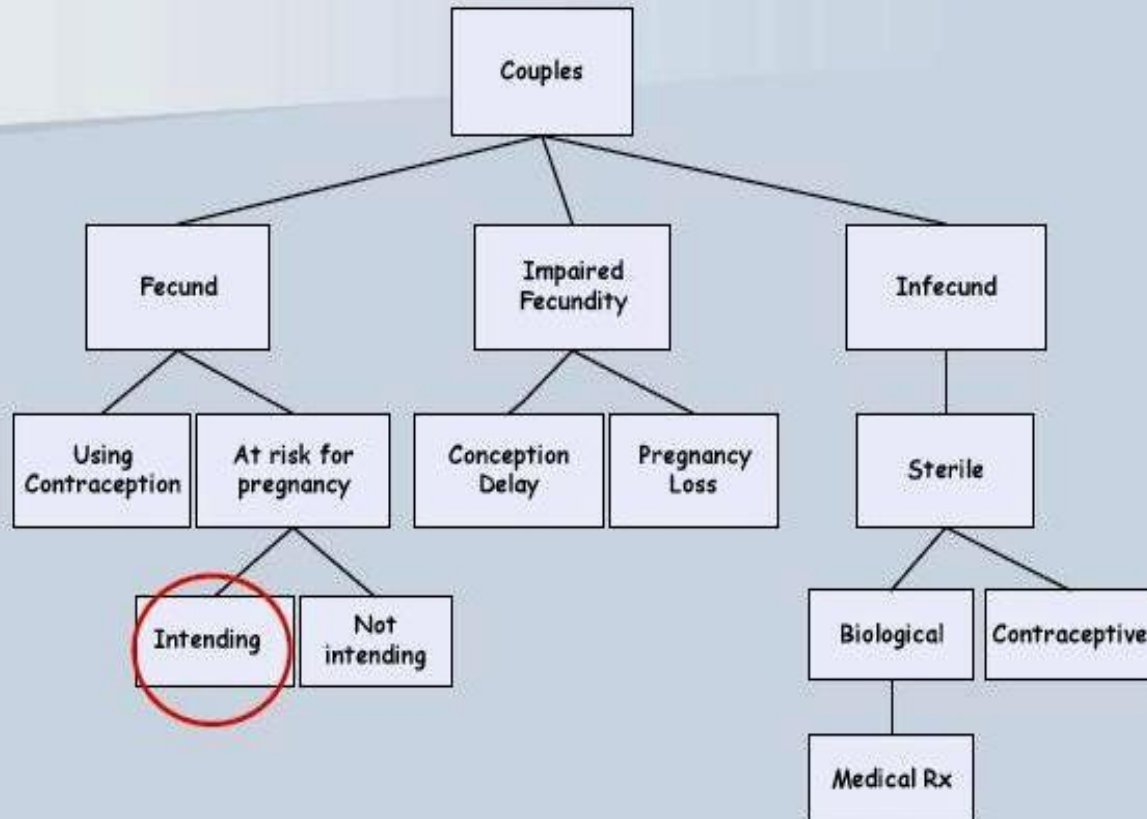 Couples
Fecund
Impaired
Fecundity
Infecund
Using
Contraception
At risk for
pregnancy
Conception
Delay
Pregnancy
Loss
Sterile
Intending
Not
intending
Biological
Contraceptive
Medical Rx